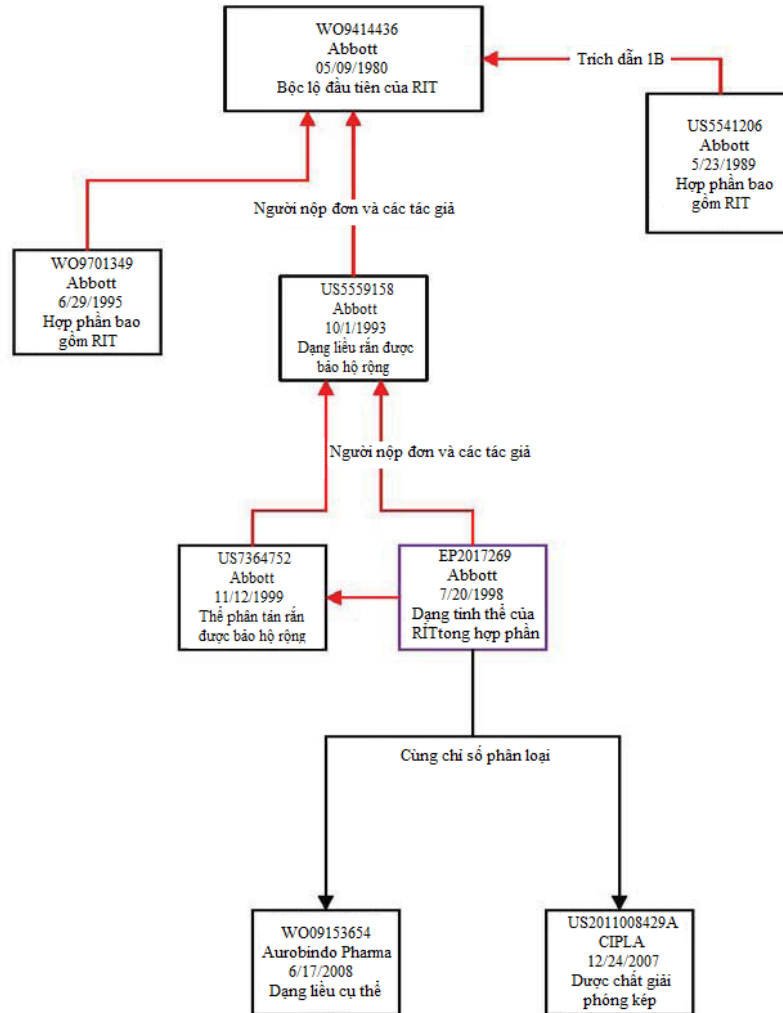 WO9414436
Abbott
05/09/1980
Bộc lộ đầu tiên của RIT
Trích dẫn 1B
US5541206
Abbott
5/23/1989
Hợp phần bao
gồm RIT
Người nộp đơn và các tác giả
WO9701349
Abbott
6/29/1995
Hợp phần bao
gồm RIT
US5559158
Abbott
10/1/1993
Dạng liều rắn được
bảo hộ rộng
Người nộp đơn và các tác giả
US7364752
Abbott
11/12/1999
Thể phân tán rắn
được bảo hộ rộng
EP2017269
Abbott
7/20/1998
Dạng tinh thể của
RITtong hợp phần
Cùng chỉ số phân loại
WO09153654
Aurobindo Pharma
6/17/2008
Dạng liều cụ thể
US2011008429A
CIPLA
12/24/2007
Dược chất giải
phóng kép